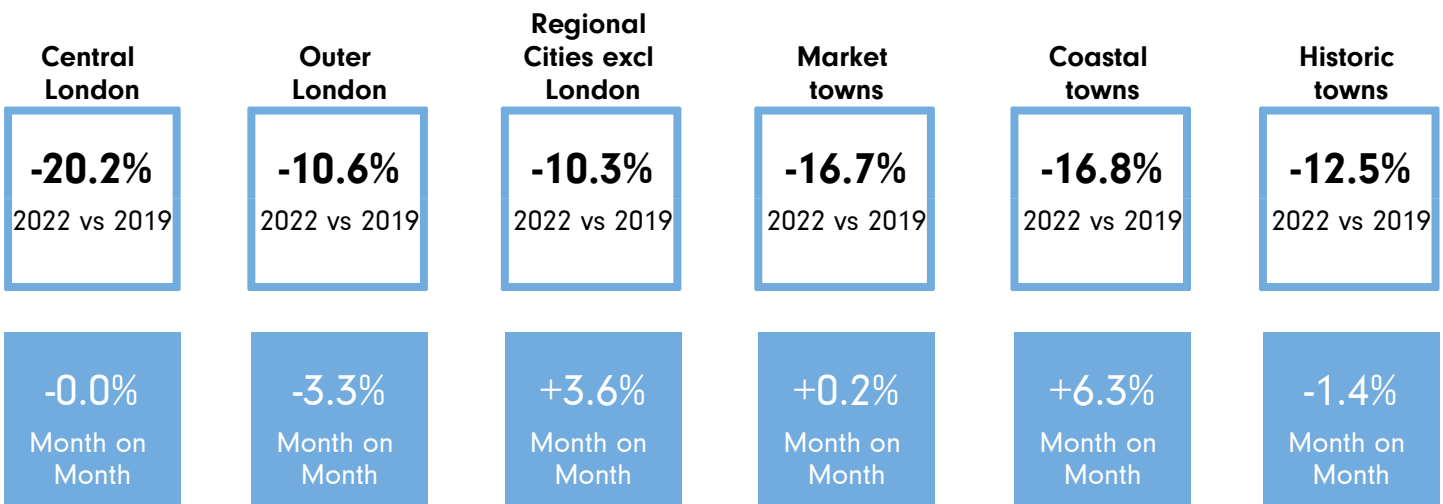 Central
London
-20.2%
2022 vs 2019
-0.0%
Month on
Month
Outer
London
-10.6%
2022 vs 2019
-3.3%
Month on
Month
Regional
Cities excl
London
-10.3%
2022 vs 2019
+3.6%
Month on
Month
Market
towns
-16.7%
2022 vs 2019
+0.2%
Month on
Month
Coastal
towns
-16.8%
2022 vs 2019
+6.3%
Month on
Month
Historic
towns
-12.5%
2022 vs 2019
-1.4%
Month on
Month